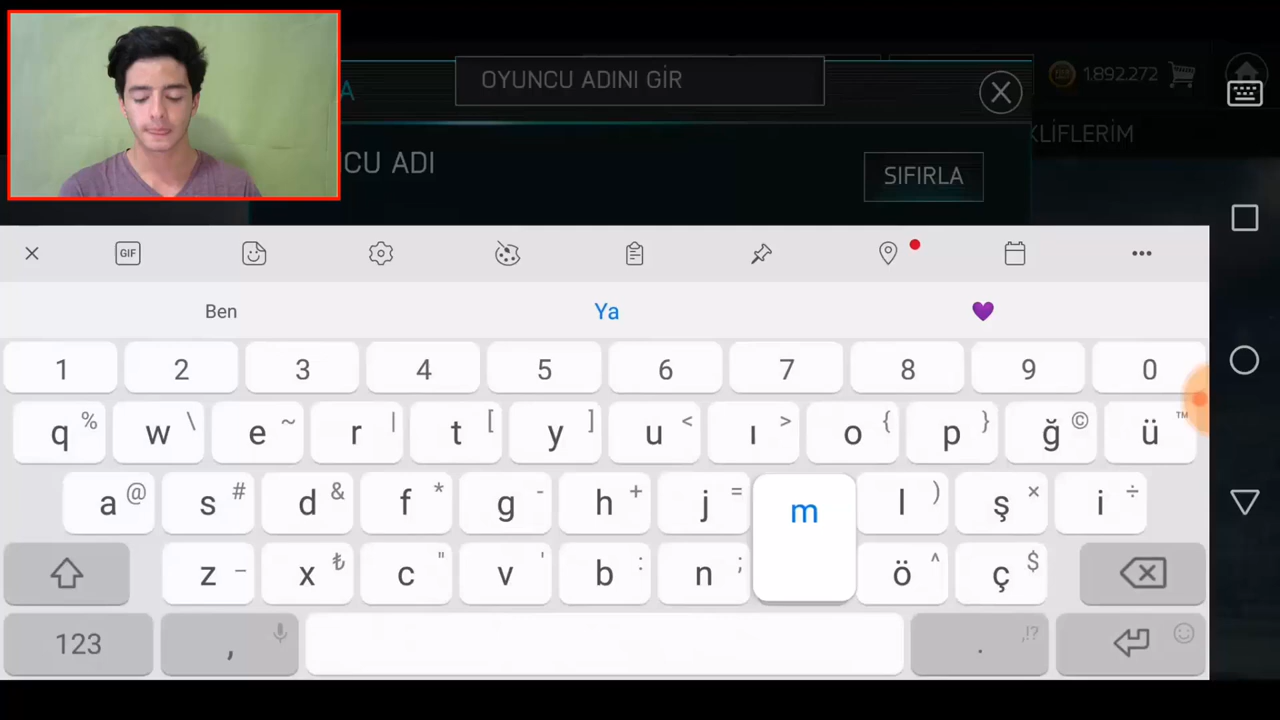 OYUNCU ADINI GİR
A
1.892.272
KLİFLERİM
CU ADI
SIFIRLA
GIF
Ben Ya 💜
1 2 3 4 5 6 7 8 9 0
q % w \ e ~ r | t [ y ] u < ı > o { p } ğ © ü ™
a @ s # d & f * g - h + j = m l ) ş × i ÷
z _ x ₺ c " v ' b : n ; ö ^ ç $
123 , . ,!?